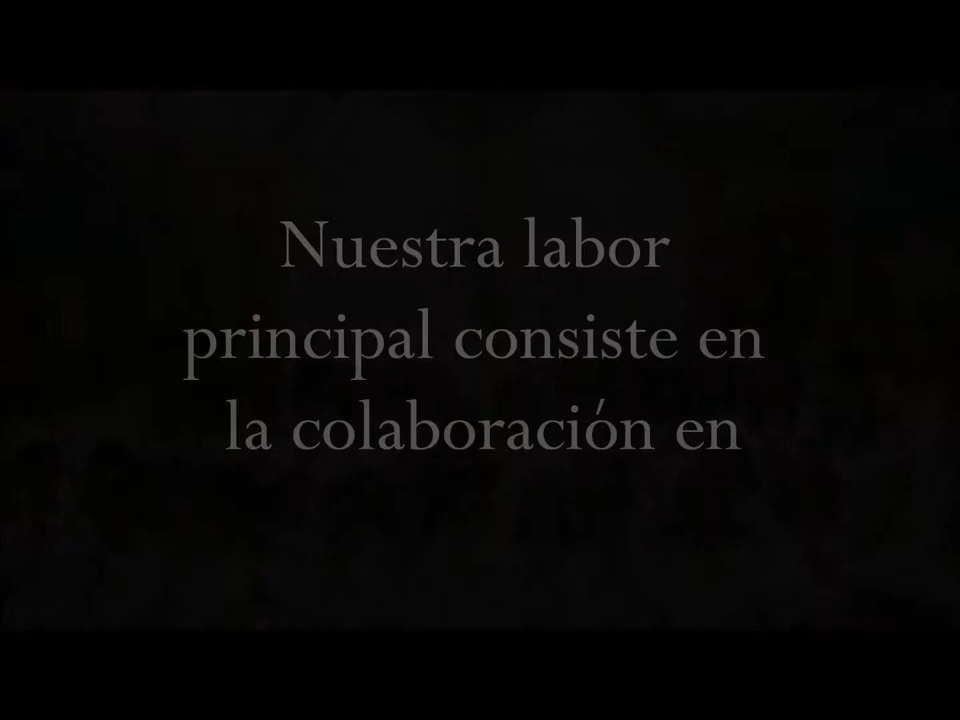 Nuestra labor
principal consiste en
la colaboración en